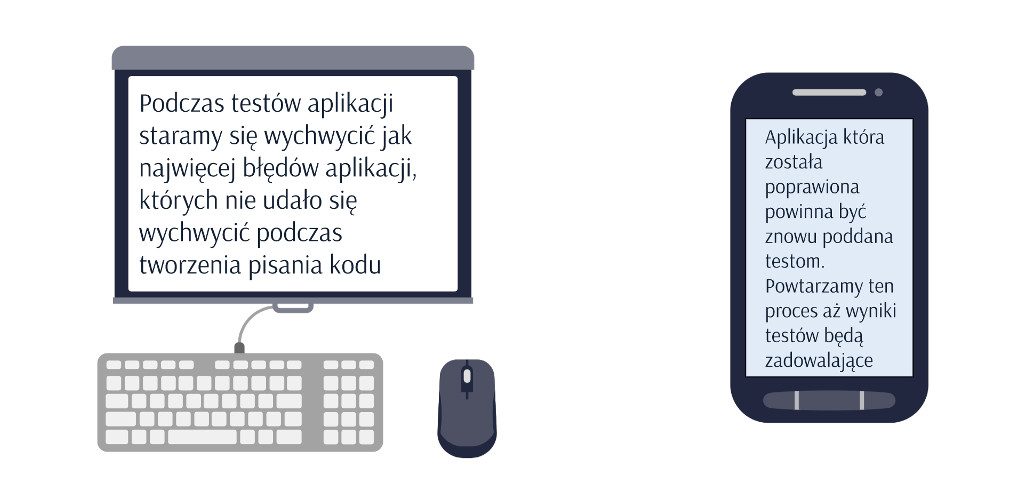 Podczas testów aplikacji
staramy się wychwycić jak
najwięcej błędów aplikacji,
których nie udało się
wychwycić podczas
tworzenia pisania kodu
Aplikacja która
została
poprawiona
powinna być
znowu poddana
testom.
Powtarzamy ten
proces aż wyniki
testów będą
zadowalające